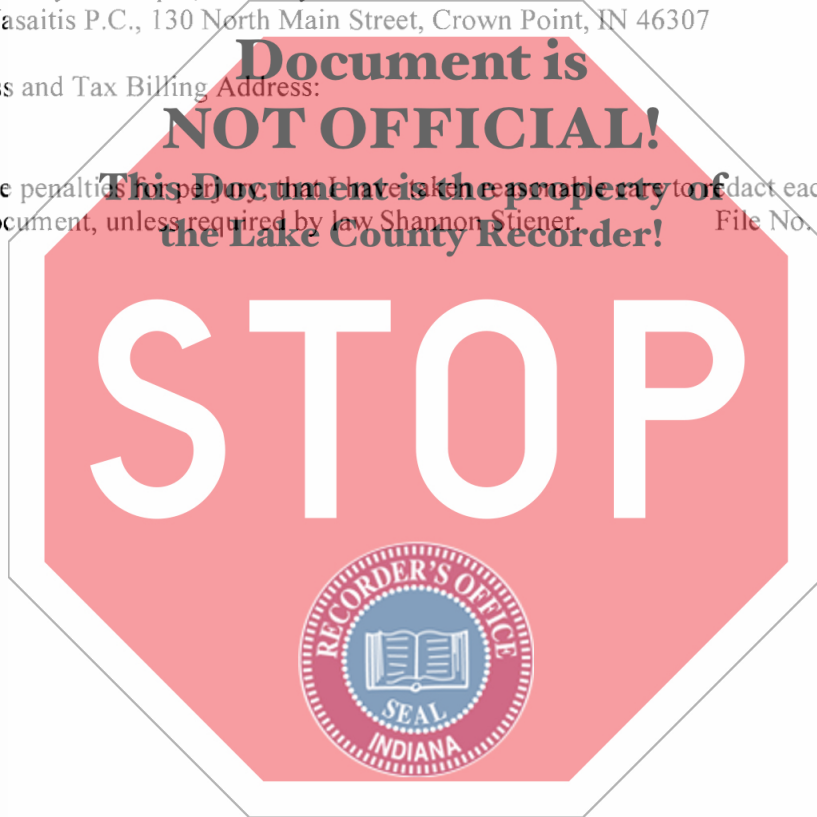 asaitis P.C., 130 North Main Street, Crown Point, IN 46307
Document is
s and Tax Billing Address:
NOT OFFICIAL!
e penalties for perjury, that I have taken reasonable care to redact eac
This Document is the property of
cument, unless required by law Shannon Stiener. File No.
the Lake County Recorder!
STOP
RECORDER'S OFFICE
SEAL
INDIANA